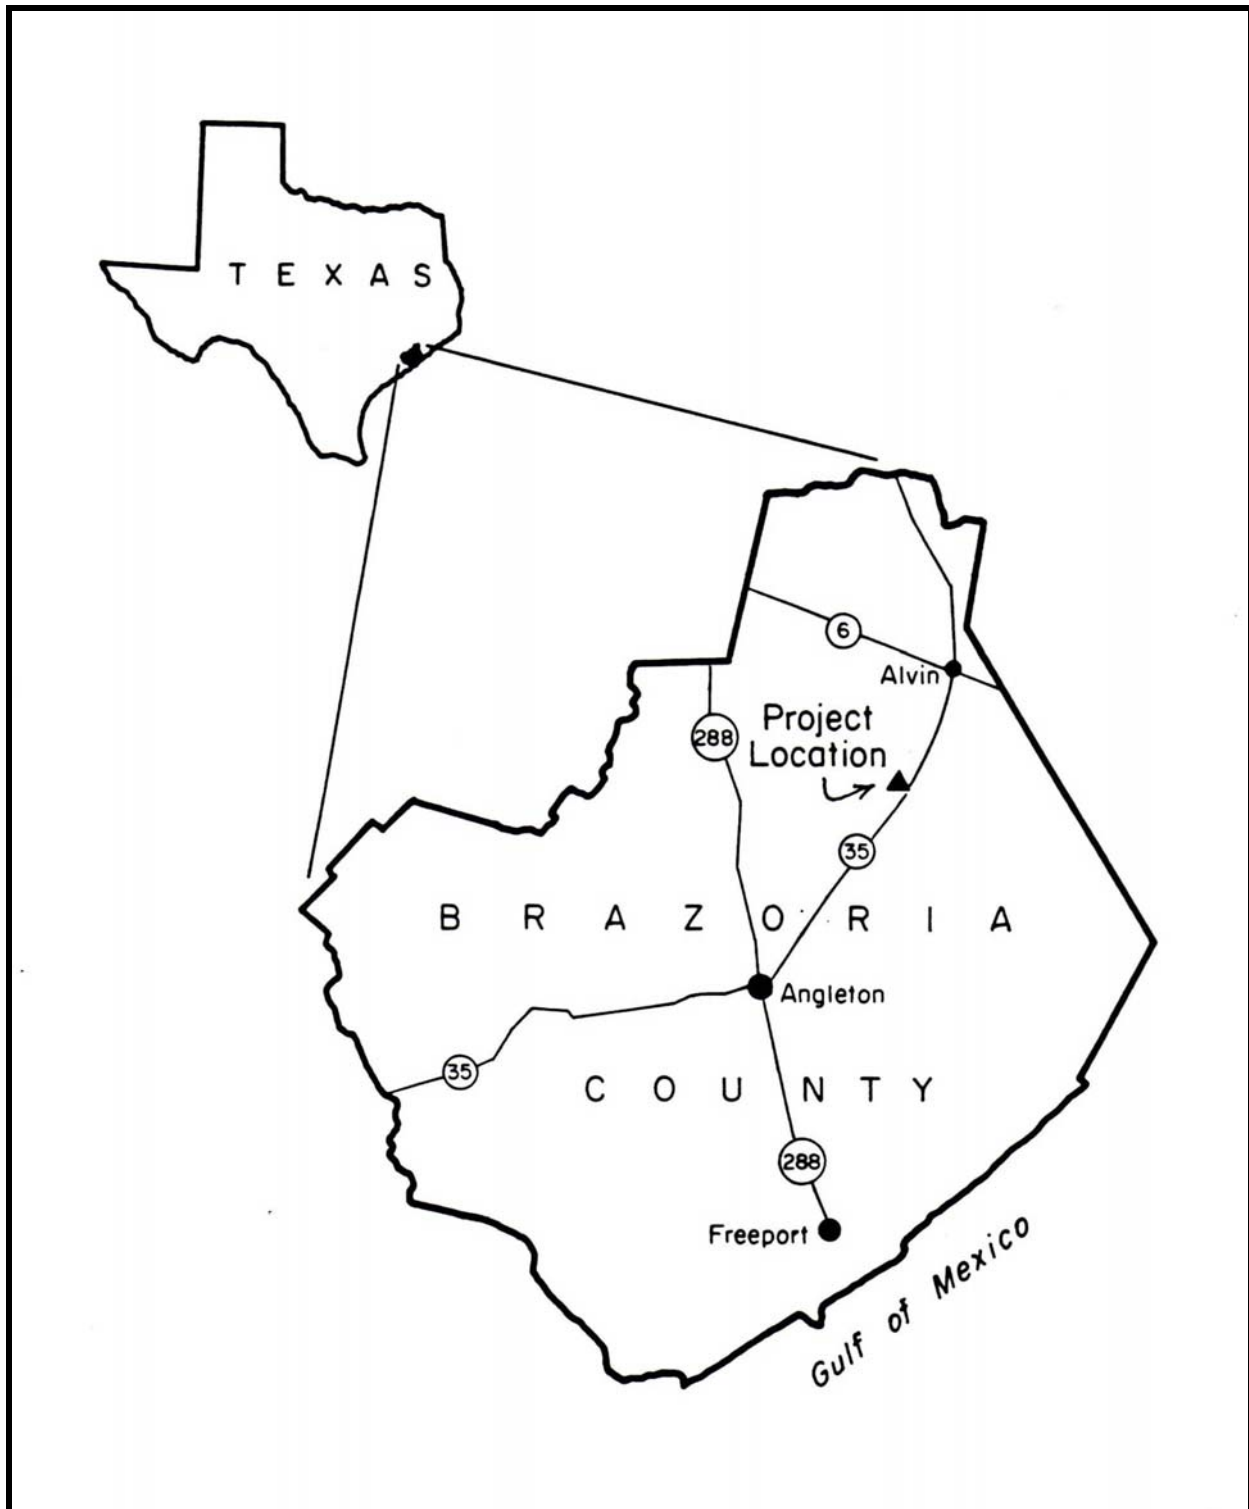 T E X A S
6
Alvin
288
Project
Location
35
B R A Z O R I A
Angleton
35
C O U N T Y
288
Freeport
Gulf of Mexico